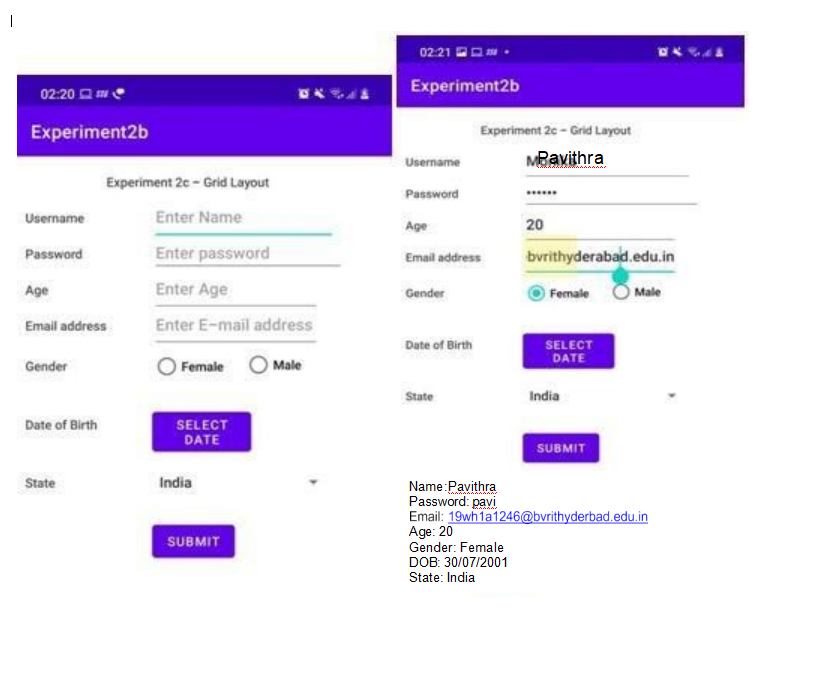 02:20
Experiment2b
Experiment 2c – Grid Layout
Username Enter Name
Password Enter password
Age Enter Age
Email address Enter E-mail address
Gender Female Male
Date of Birth SELECT
DATE
State India
SUBMIT
02:21
Experiment2b
Experiment 2c – Grid Layout
Username Pavithra
Password ••••••
Age 20
Email address bvrithyderabad.edu.in
Gender Female Male
Date of Birth SELECT
DATE
State India
SUBMIT
Name:Pavithra
Password: pavi
Email: 19wh1a1246@bvrithyderbad.edu.in
Age: 20
Gender: Female
DOB: 30/07/2001
State: India